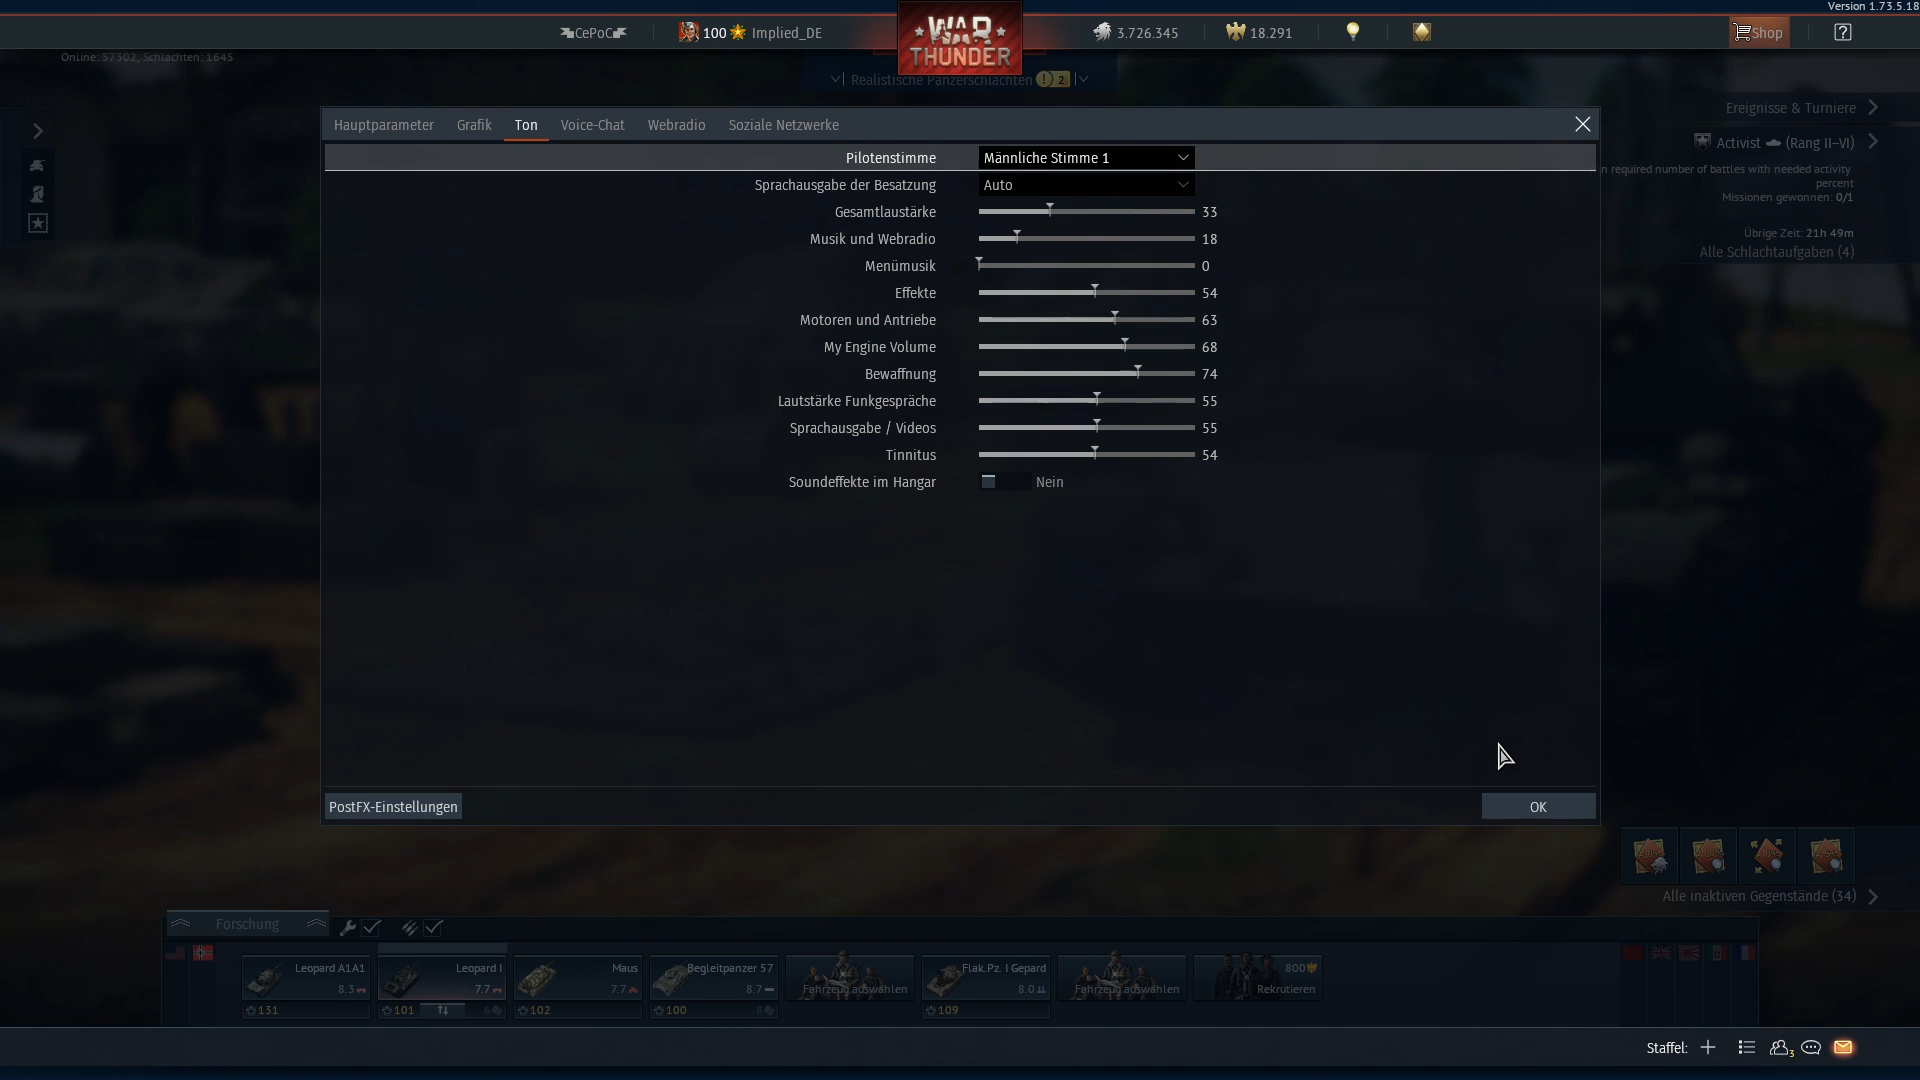 Version 1.73.5.18
CePoC
100 Implied_DE
WAR THUNDER
3.726.345
18.291
Shop
Online: 57302, Schlachten: 1645
Realistische Panzerschlachten 2
Ereignisse & Turniere
Activist (Rang II–VI)
n required number of battles with needed activity
percent
Missionen gewonnen: 0/1
Übrige Zeit: 21h 49m
Alle Schlachtaufgaben (4)
Hauptparameter Grafik Ton Voice-Chat Webradio Soziale Netzwerke
Pilotenstimme Männliche Stimme 1
Sprachausgabe der Besatzung Auto
Gesamtlaustärke 33
Musik und Webradio 18
Menümusik 0
Effekte 54
Motoren und Antriebe 63
My Engine Volume 68
Bewaffnung 74
Lautstärke Funkgespräche 55
Sprachausgabe / Videos 55
Tinnitus 54
Soundeffekte im Hangar Nein
PostFX-Einstellungen OK
Alle inaktiven Gegenstände (34)
Forschung
Leopard A1A1 Leopard I Maus Begleitpanzer 57 Flak.Pz. I Gepard 800
8.3 7.7 7.7 8.7 Fahrzeug auswählen 8.0 Fahrzeug auswählen Rekrutieren
131 101 6 102 100 8 109
Staffel: 3